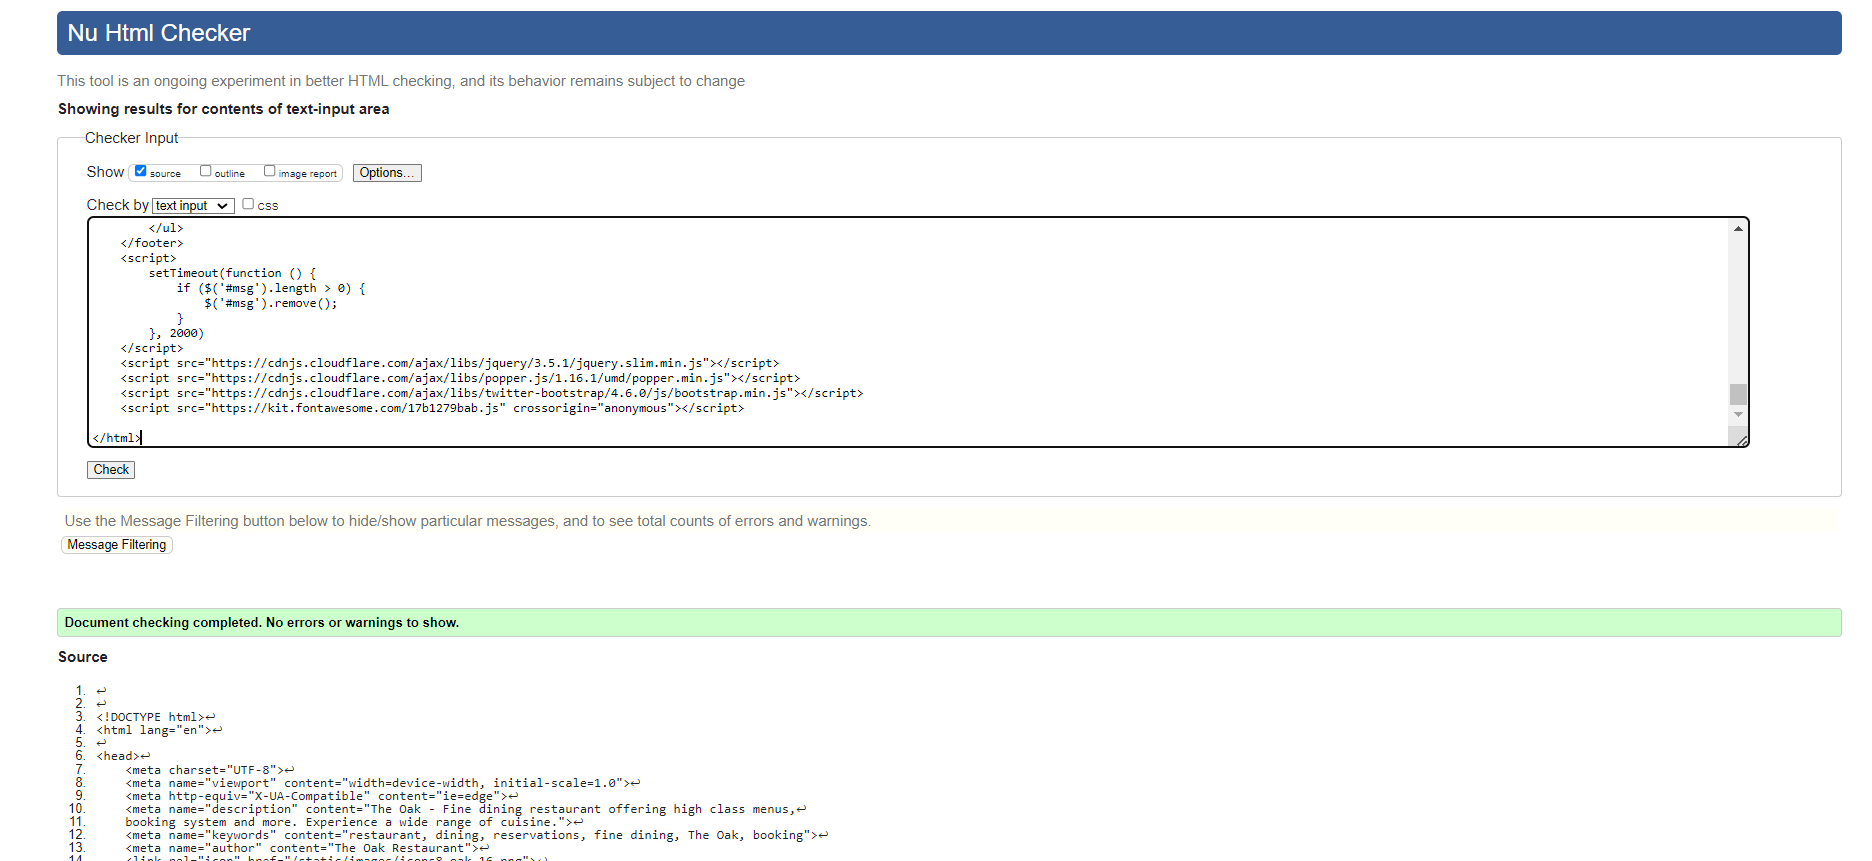 Nu Html Checker
This tool is an ongoing experiment in better HTML checking, and its behavior remains subject to change
Showing results for contents of text-input area
Checker Input
Show source outline image report Options...
Check by text input css
        </ul>
    </footer>
    <script>
        setTimeout(function () {
            if ($('#msg').length > 0) {
                $('#msg').remove();
            }
        }, 2000)
    </script>
    <script src="https://cdnjs.cloudflare.com/ajax/libs/jquery/3.5.1/jquery.slim.min.js"></script>
    <script src="https://cdnjs.cloudflare.com/ajax/libs/popper.js/1.16.1/umd/popper.min.js"></script>
    <script src="https://cdnjs.cloudflare.com/ajax/libs/twitter-bootstrap/4.6.0/js/bootstrap.min.js"></script>
    <script src="https://kit.fontawesome.com/17b1279bab.js" crossorigin="anonymous"></script>
</html>
Check
Use the Message Filtering button below to hide/show particular messages, and to see total counts of errors and warnings.
Message Filtering
Document checking completed. No errors or warnings to show.
Source
1. ↩
2. ↩
3. <!DOCTYPE html>↩
4. <html lang="en">↩
5. ↩
6. <head>↩
7.     <meta charset="UTF-8">↩
8.     <meta name="viewport" content="width=device-width, initial-scale=1.0">↩
9.     <meta http-equiv="X-UA-Compatible" content="ie=edge">↩
10.     <meta name="description" content="The Oak - Fine dining restaurant offering high class menus,↩
11.     booking system and more. Experience a wide range of cuisine.">↩
12.     <meta name="keywords" content="restaurant, dining, reservations, fine dining, The Oak, booking">↩
13.     <meta name="author" content="The Oak Restaurant">↩
14.     <link rel="icon" href="/static/images/icons8-oak-16.png">↩